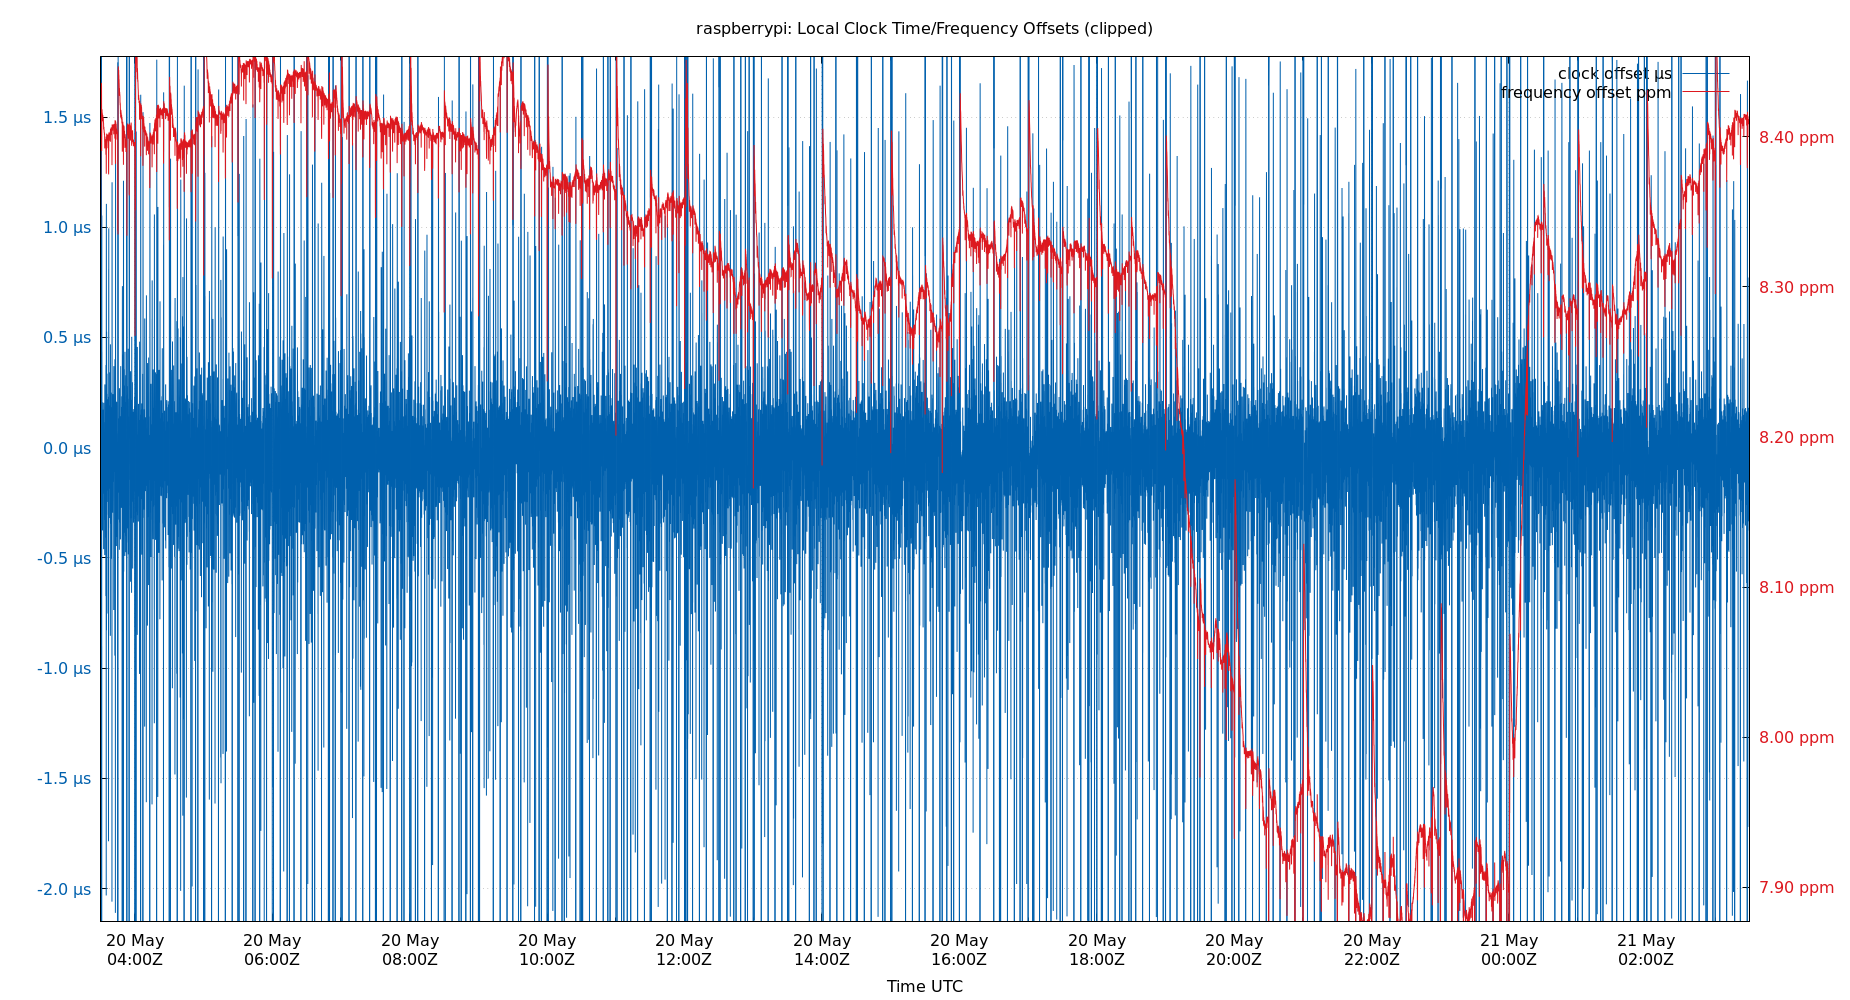 raspberrypi: Local Clock Time/Frequency Offsets (clipped)
clock offset µs
frequency offset ppm
1.5 µs
1.0 µs
0.5 µs
0.0 µs
-0.5 µs
-1.0 µs
-1.5 µs
-2.0 µs
8.40 ppm
8.30 ppm
8.20 ppm
8.10 ppm
8.00 ppm
7.90 ppm
20 May 20 May 20 May 20 May 20 May 20 May 20 May 20 May 20 May 20 May 21 May 21 May
04:00Z 06:00Z 08:00Z 10:00Z 12:00Z 14:00Z 16:00Z 18:00Z 20:00Z 22:00Z 00:00Z 02:00Z
Time UTC